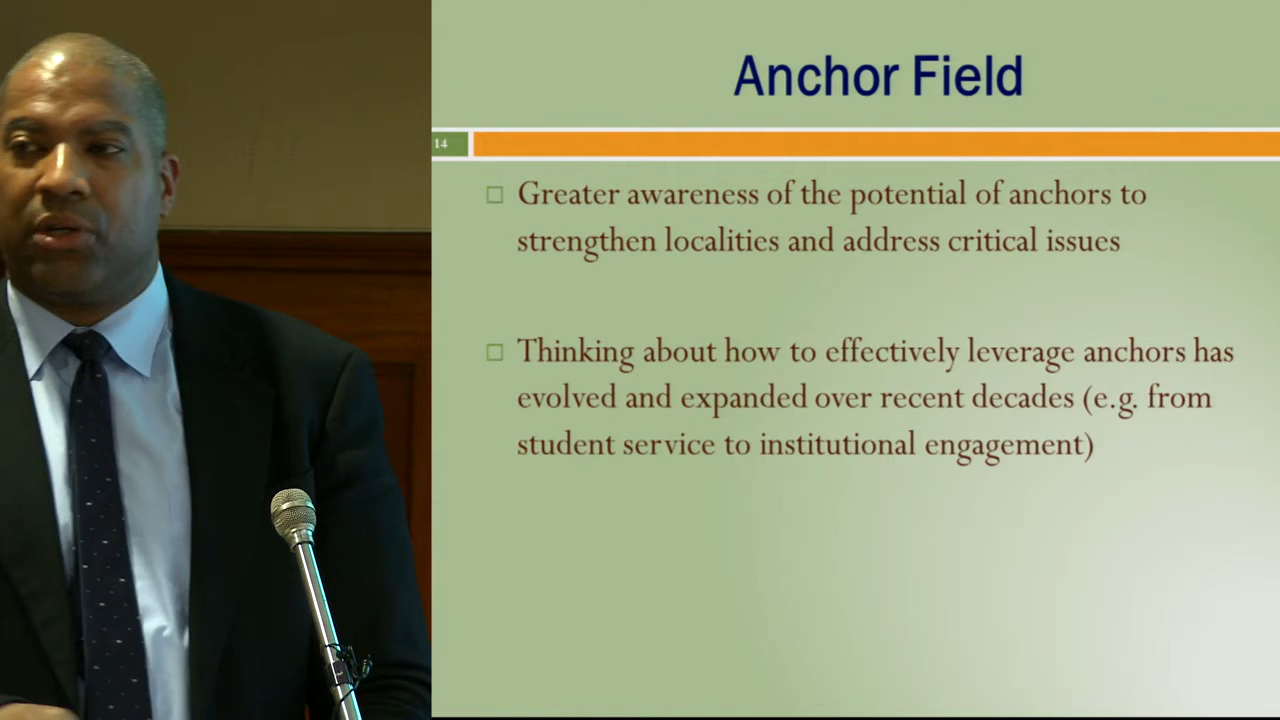 Anchor Field
14
Greater awareness of the potential of anchors to
strengthen localities and address critical issues
Thinking about how to effectively leverage anchors has
evolved and expanded over recent decades (e.g. from
student service to institutional engagement)